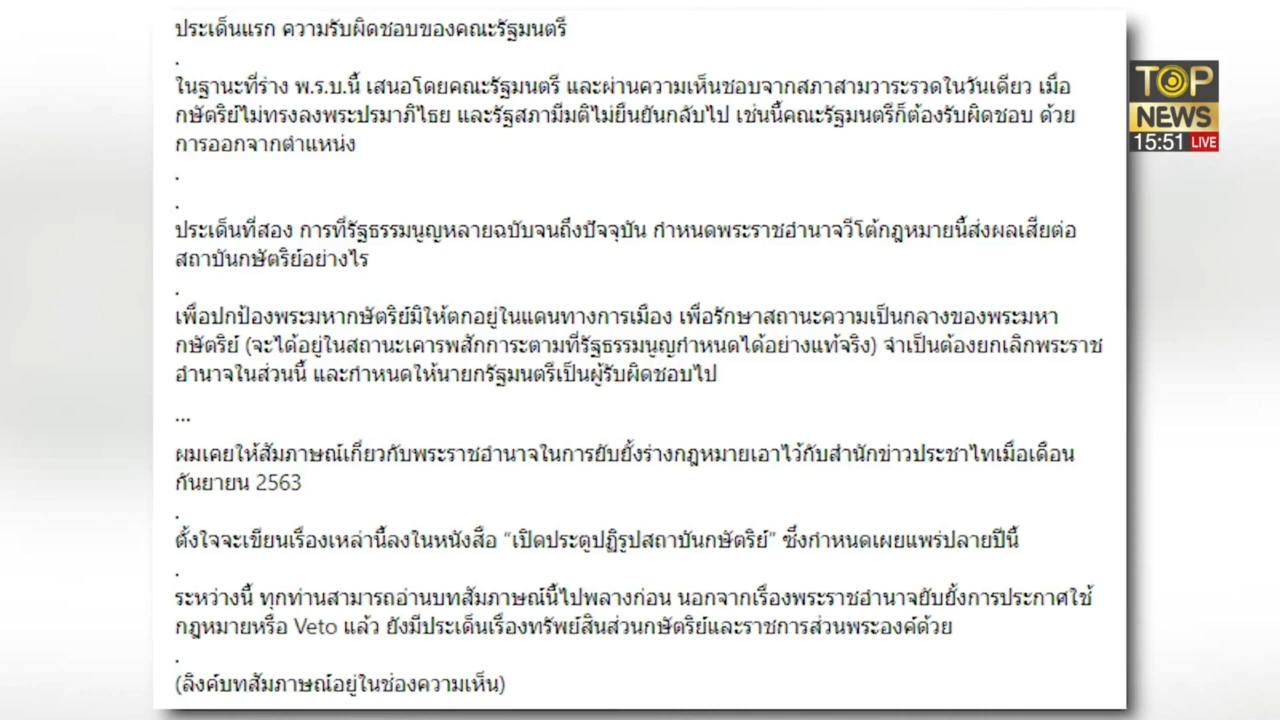 ประเด็นแรก ความรับผิดชอบของคณะรัฐมนตรี
.
ในฐานะที่ร่าง พ.ร.บ.นี้ เสนอโดยคณะรัฐมนตรี และผ่านความเห็นชอบจากสภาสามวาระรวดในวันเดียว เมื่อ
กษัตริย์ไม่ทรงลงพระปรมาภิไธย และรัฐสภามีมติไม่ยืนยันกลับไป เช่นนี้คณะรัฐมนตรีก็ต้องรับผิดชอบ ด้วย
การออกจากตำแหน่ง
.
.
ประเด็นที่สอง การที่รัฐธรรมนูญหลายฉบับจนถึงปัจจุบัน กำหนดพระราชอำนาจวีโต้กฎหมายนี้ส่งผลเสียต่อ
สถาบันกษัตริย์อย่างไร
.
เพื่อปกป้องพระมหากษัตริย์มิให้ตกอยู่ในแดนทางการเมือง เพื่อรักษาสถานะความเป็นกลางของพระมหา
กษัตริย์ (จะได้อยู่ในสถานะเคารพสักการะตามที่รัฐธรรมนูญกำหนดได้อย่างแท้จริง) จำเป็นต้องยกเลิกพระราช
อำนาจในส่วนนี้ และกำหนดให้นายกรัฐมนตรีเป็นผู้รับผิดชอบไป
...
ผมเคยให้สัมภาษณ์เกี่ยวกับพระราชอำนาจในการยับยั้งร่างกฎหมายเอาไว้กับสำนักข่าวประชาไทเมื่อเดือน
กันยายน 2563
.
ตั้งใจจะเขียนเรื่องเหล่านี้ลงในหนังสือ “เปิดประตูปฏิรูปสถาบันกษัตริย์” ซึ่งกำหนดเผยแพร่ปลายปีนี้
.
ระหว่างนี้ ทุกท่านสามารถอ่านบทสัมภาษณ์นี้ไปพลางก่อน นอกจากเรื่องพระราชอำนาจยับยั้งการประกาศใช้
กฎหมายหรือ Veto แล้ว ยังมีประเด็นเรื่องทรัพย์สินส่วนกษัตริย์และราชการส่วนพระองค์ด้วย
.
(ลิงค์บทสัมภาษณ์อยู่ในช่องความเห็น)
TOP
NEWS
15:51 LIVE